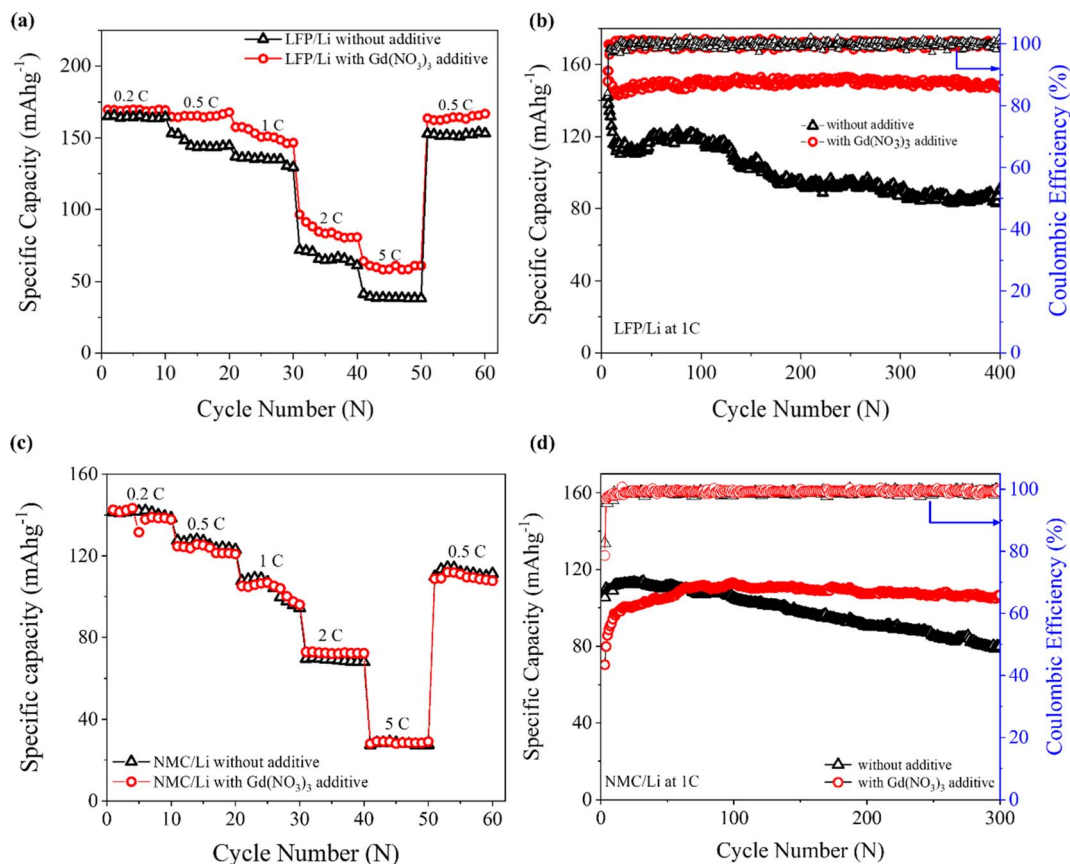 (a)
LFP/Li without additive
LFP/Li with Gd(NO3)3 additive
0.2 C
0.5 C
1 C
2 C
5 C
0.5 C
200
150
100
50
0
0
10
20
30
40
50
60
Specific Capacity (mAhg-1)
Cycle Number (N)
(b)
160
120
80
40
0
100
80
60
40
20
0
without additive
with Gd(NO3)3 additive
LFP/Li at 1C
0
100
200
300
400
Specific Capacity (mAhg-1)
Coulombic Efficiency (%)
Cycle Number (N)
(c)
160
120
80
40
0
0.2 C
0.5 C
1 C
2 C
5 C
0.5 C
NMC/Li without additive
NMC/Li with Gd(NO3)3 additive
0
10
20
30
40
50
60
Specific capacity (mAhg-1)
Cycle Number (N)
(d)
160
120
80
40
0
100
80
60
40
20
0
without additive
with Gd(NO3)3 additive
NMC/Li at 1C
0
100
200
300
Specific Capacity (mAhg-1)
Coulombic Efficiency (%)
Cycle Number (N)